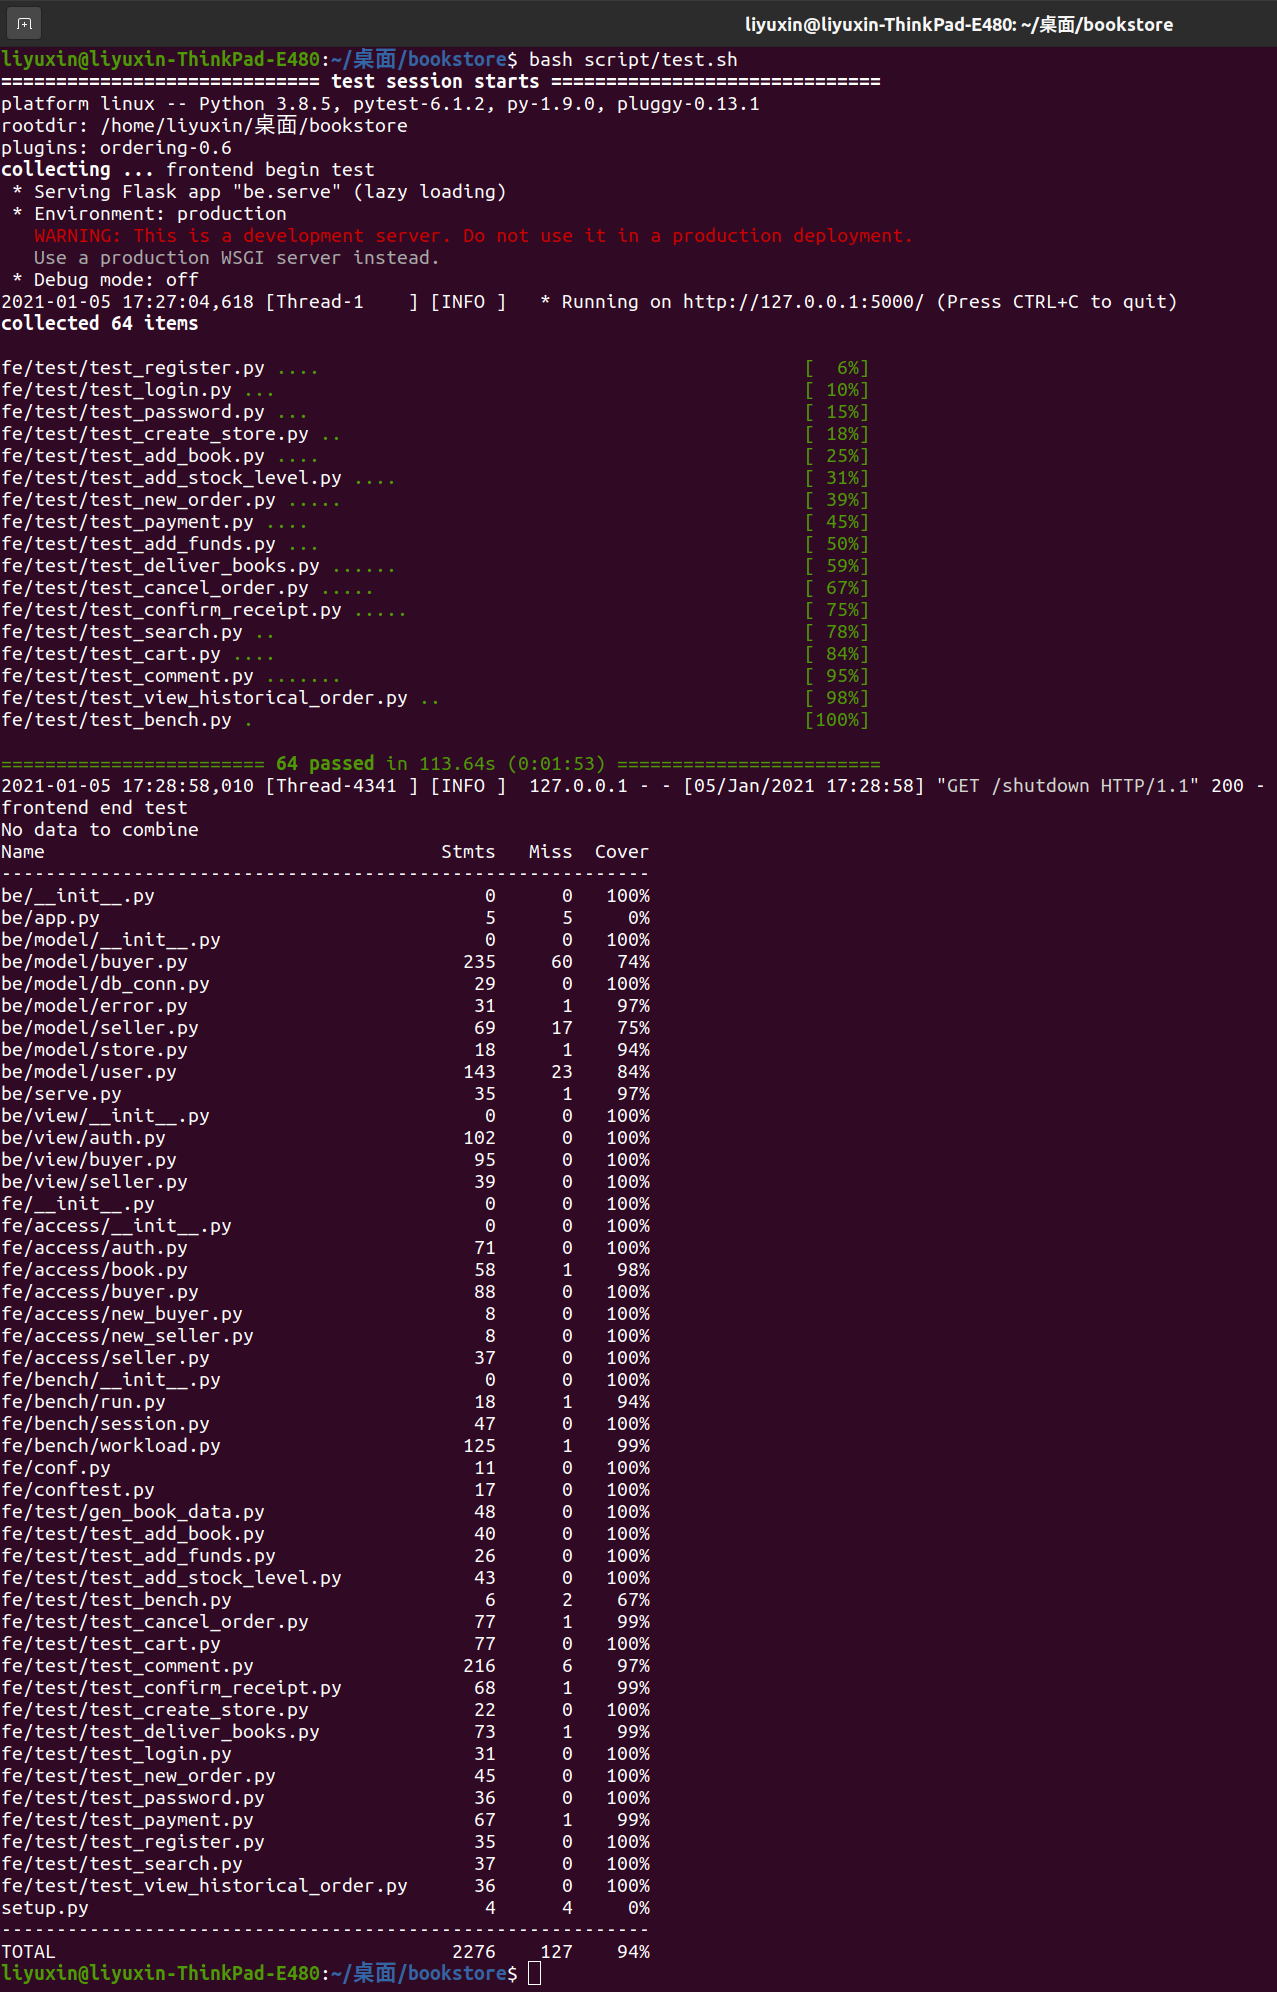 liyuxin@liyuxin-ThinkPad-E480: ~/桌面/bookstore
liyuxin@liyuxin-ThinkPad-E480:~/桌面/bookstore$ bash script/test.sh
============================= test session starts ==============================
platform linux -- Python 3.8.5, pytest-6.1.2, py-1.9.0, pluggy-0.13.1
rootdir: /home/liyuxin/桌面/bookstore
plugins: ordering-0.6
collecting ... frontend begin test
 * Serving Flask app "be.serve" (lazy loading)
 * Environment: production
   WARNING: This is a development server. Do not use it in a production deployment.
   Use a production WSGI server instead.
 * Debug mode: off
2021-01-05 17:27:04,618 [Thread-1    ] [INFO ]   * Running on http://127.0.0.1:5000/ (Press CTRL+C to quit)
collected 64 items
fe/test/test_register.py .... [  6%]
fe/test/test_login.py ... [ 10%]
fe/test/test_password.py ... [ 15%]
fe/test/test_create_store.py .. [ 18%]
fe/test/test_add_book.py .... [ 25%]
fe/test/test_add_stock_level.py .... [ 31%]
fe/test/test_new_order.py ..... [ 39%]
fe/test/test_payment.py .... [ 45%]
fe/test/test_add_funds.py ... [ 50%]
fe/test/test_deliver_books.py ...... [ 59%]
fe/test/test_cancel_order.py ..... [ 67%]
fe/test/test_confirm_receipt.py ..... [ 75%]
fe/test/test_search.py .. [ 78%]
fe/test/test_cart.py .... [ 84%]
fe/test/test_comment.py ....... [ 95%]
fe/test/test_view_historical_order.py .. [ 98%]
fe/test/test_bench.py . [100%]
======================== 64 passed in 113.64s (0:01:53) ========================
2021-01-05 17:28:58,010 [Thread-4341 ] [INFO ]  127.0.0.1 - - [05/Jan/2021 17:28:58] "GET /shutdown HTTP/1.1" 200 -
frontend end test
No data to combine
Name                                    Stmts   Miss  Cover
-----------------------------------------------------------
be/__init__.py                              0      0   100%
be/app.py                                   5      5     0%
be/model/__init__.py                        0      0   100%
be/model/buyer.py                         235     60    74%
be/model/db_conn.py                        29      0   100%
be/model/error.py                          31      1    97%
be/model/seller.py                         69     17    75%
be/model/store.py                          18      1    94%
be/model/user.py                          143     23    84%
be/serve.py                                35      1    97%
be/view/__init__.py                         0      0   100%
be/view/auth.py                           102      0   100%
be/view/buyer.py                           95      0   100%
be/view/seller.py                          39      0   100%
fe/__init__.py                              0      0   100%
fe/access/__init__.py                       0      0   100%
fe/access/auth.py                          71      0   100%
fe/access/book.py                          58      1    98%
fe/access/buyer.py                         88      0   100%
fe/access/new_buyer.py                      8      0   100%
fe/access/new_seller.py                     8      0   100%
fe/access/seller.py                        37      0   100%
fe/bench/__init__.py                        0      0   100%
fe/bench/run.py                            18      1    94%
fe/bench/session.py                        47      0   100%
fe/bench/workload.py                      125      1    99%
fe/conf.py                                 11      0   100%
fe/conftest.py                             17      0   100%
fe/test/gen_book_data.py                   48      0   100%
fe/test/test_add_book.py                   40      0   100%
fe/test/test_add_funds.py                  26      0   100%
fe/test/test_add_stock_level.py            43      0   100%
fe/test/test_bench.py                       6      2    67%
fe/test/test_cancel_order.py               77      1    99%
fe/test/test_cart.py                       77      0   100%
fe/test/test_comment.py                   216      6    97%
fe/test/test_confirm_receipt.py            68      1    99%
fe/test/test_create_store.py               22      0   100%
fe/test/test_deliver_books.py              73      1    99%
fe/test/test_login.py                      31      0   100%
fe/test/test_new_order.py                  45      0   100%
fe/test/test_password.py                   36      0   100%
fe/test/test_payment.py                    67      1    99%
fe/test/test_register.py                   35      0   100%
fe/test/test_search.py                     37      0   100%
fe/test/test_view_historical_order.py      36      0   100%
setup.py                                    4      4     0%
-----------------------------------------------------------
TOTAL                                    2276    127    94%
liyuxin@liyuxin-ThinkPad-E480:~/桌面/bookstore$